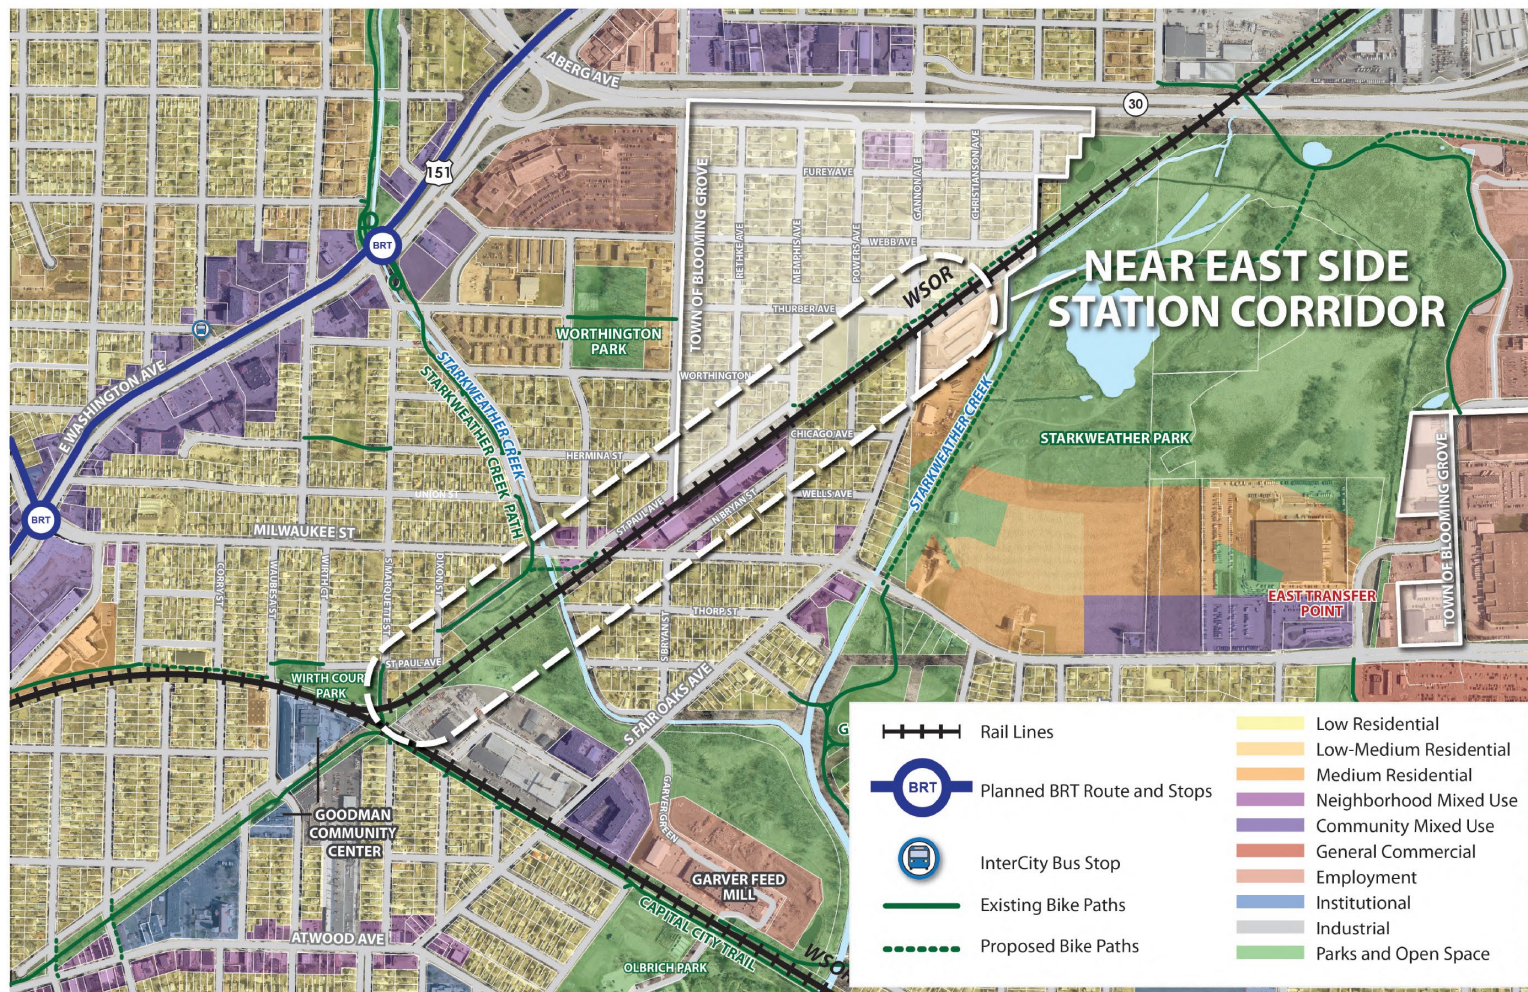 ABERG AVE
30
151
TOWN OF BLOOMING GROVE
FUREY AVE
RETHKE AVE
MEMPHIS AVE
POWERS AVE
GANNON AVE
CHRISTIANSON AVE
WEBB AVE
BRT
WSOR
NEAR EAST SIDE
STATION CORRIDOR
THURBER AVE
WORTHINGTON
PARK
WORTHINGTON
E WASHINGTON AVE
STARKWEATHER CREEK
STARKWEATHER CREEK PATH
STARKWEATHER CREEK
STARKWEATHER PARK
CHICAGO AVE
HERMINA ST
UNION ST
WELLS AVE
ST PAUL AVE
N BRYAN ST
BRT
MILWAUKEE ST
TOWN OF BLOOMING GROVE
CORRY ST
WAUBESA ST
WIRTH CT
S MARQUETTE ST
DIXON ST
THORP ST
S BRYAN ST
EAST TRANSFER
POINT
ST PAUL AVE
WIRTH COUR
PARK
S FAIR OAKS AVE
GARVER GREEN
GOODMAN
COMMUNITY
CENTER
GARVER FEED
MILL
CAPITAL CITY TRAIL
WSOR
ATWOOD AVE
OLBRICH PARK
G
Rail Lines
BRT
Planned BRT Route and Stops
InterCity Bus Stop
Existing Bike Paths
Proposed Bike Paths
Low Residential
Low-Medium Residential
Medium Residential
Neighborhood Mixed Use
Community Mixed Use
General Commercial
Employment
Institutional
Industrial
Parks and Open Space